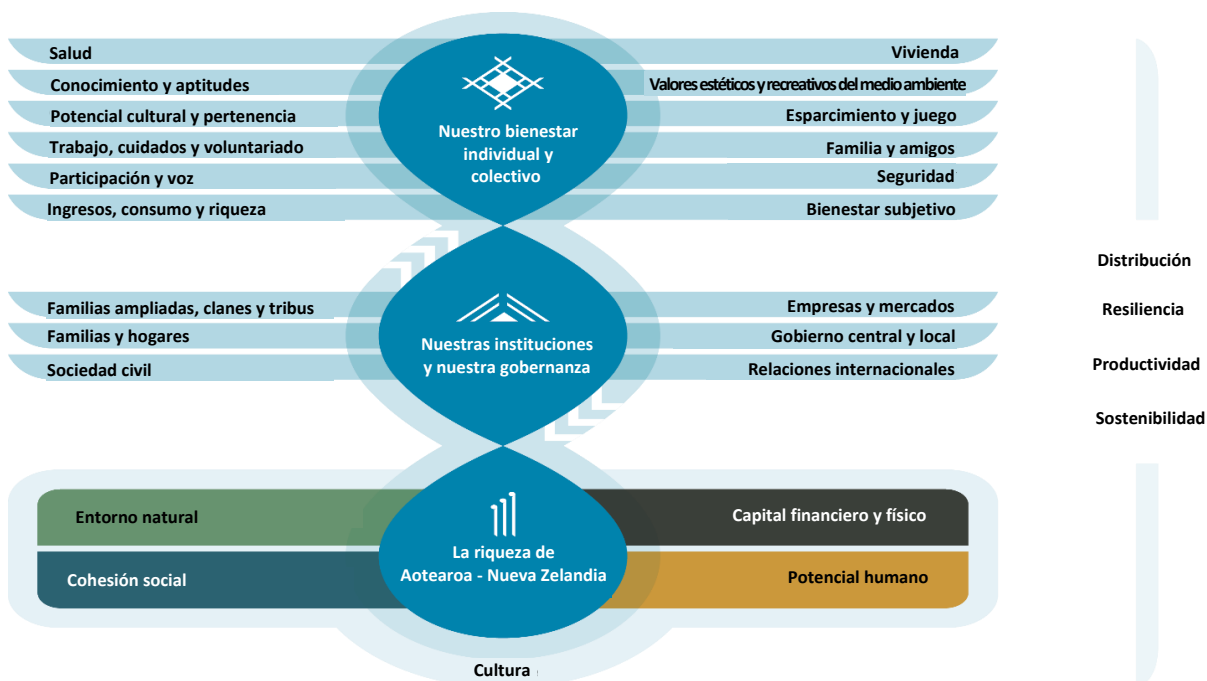 Salud
Conocimiento y aptitudes
Potencial cultural y pertenencia
Trabajo, cuidados y voluntariado
Participación y voz
Ingresos, consumo y riqueza
Nuestro bienestar
individual y
colectivo
Vivienda
Valores estéticos y recreativos del medio ambiente
Esparcimiento y juego
Familia y amigos
Seguridad
Bienestar subjetivo
Familias ampliadas, clanes y tribus
Familias y hogares
Sociedad civil
Nuestras instituciones
y nuestra gobernanza
Empresas y mercados
Gobierno central y local
Relaciones internacionales
Entorno natural
Cohesión social
La riqueza de
Aotearoa - Nueva Zelandia
Capital financiero y físico
Potencial humano
Cultura
Distribución
Resiliencia
Productividad
Sostenibilidad